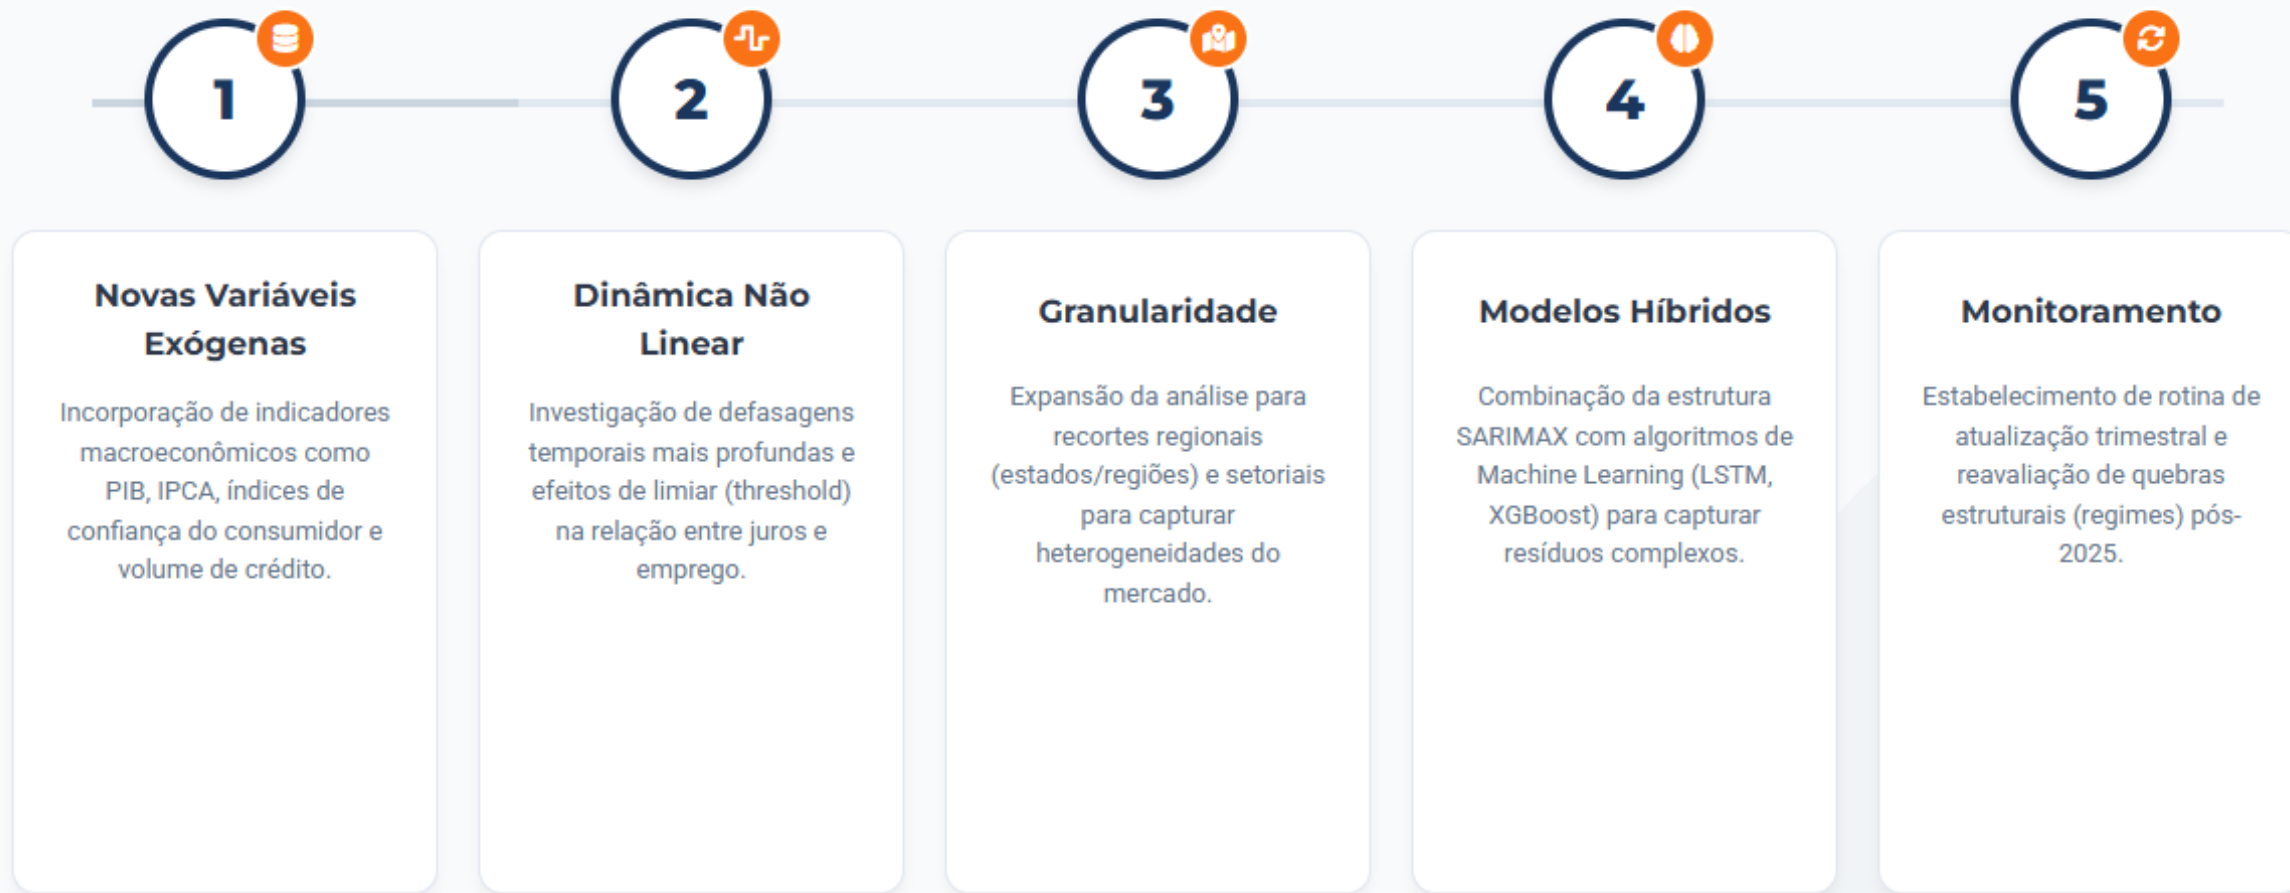 1
2
3
4
5
Novas Variáveis
Exógenas
Incorporação de indicadores
macroeconômicos como
PIB, IPCA, índices de
confiança do consumidor e
volume de crédito.
Dinâmica Não
Linear
Investigação de defasagens
temporais mais profundas e
efeitos de limiar (threshold)
na relação entre juros e
emprego.
Granularidade
Expansão da análise para
recortes regionais
(estados/regiões) e setoriais
para capturar
heterogeneidades do
mercado.
Modelos Híbridos
Combinação da estrutura
SARIMAX com algoritmos de
Machine Learning (LSTM,
XGBoost) para capturar
resíduos complexos.
Monitoramento
Estabelecimento de rotina de
atualização trimestral e
reavaliação de quebras
estruturais (regimes) pós-
2025.